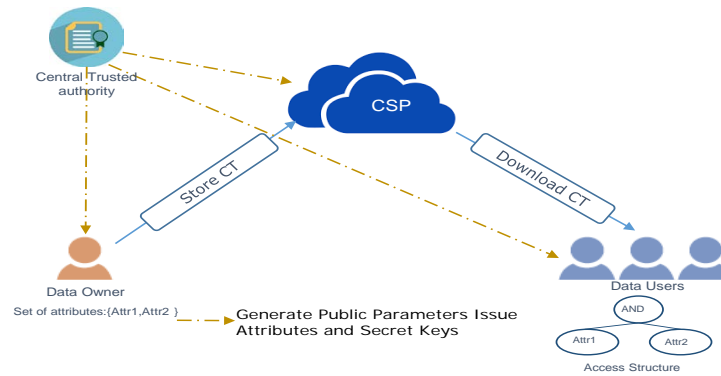 Central Trusted
authority
CSP
Store CT
Download CT
Data Owner
Set of attributes:{Attr1,Attr2 }
Generate Public Parameters Issue
Attributes and Secret Keys
Data Users
AND
Attr1
Attr2
Access Structure